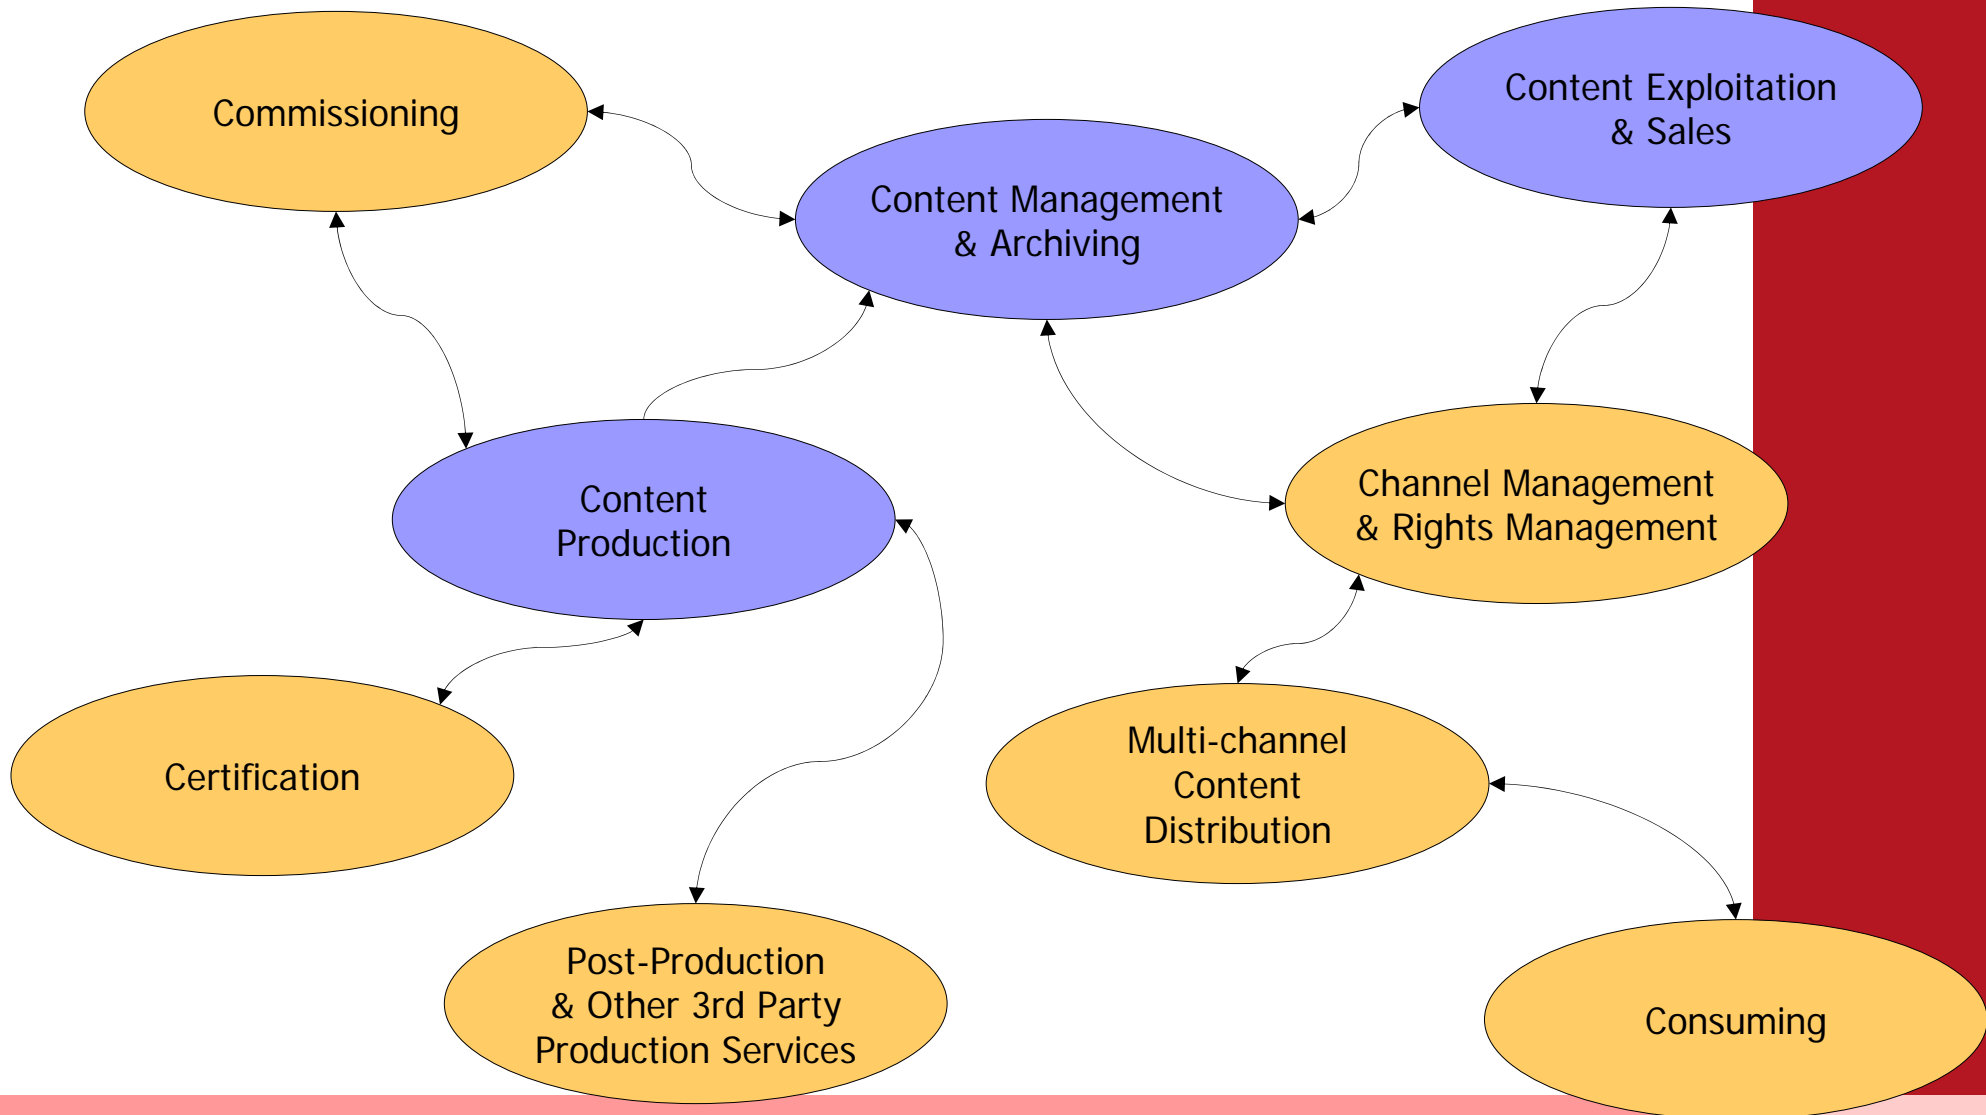 Commissioning
Content Exploitation
& Sales
Content Management
& Archiving
Content
Production
Channel Management
& Rights Management
Certification
Multi-channel
Content
Distribution
Post-Production
& Other 3rd Party
Production Services
Consuming